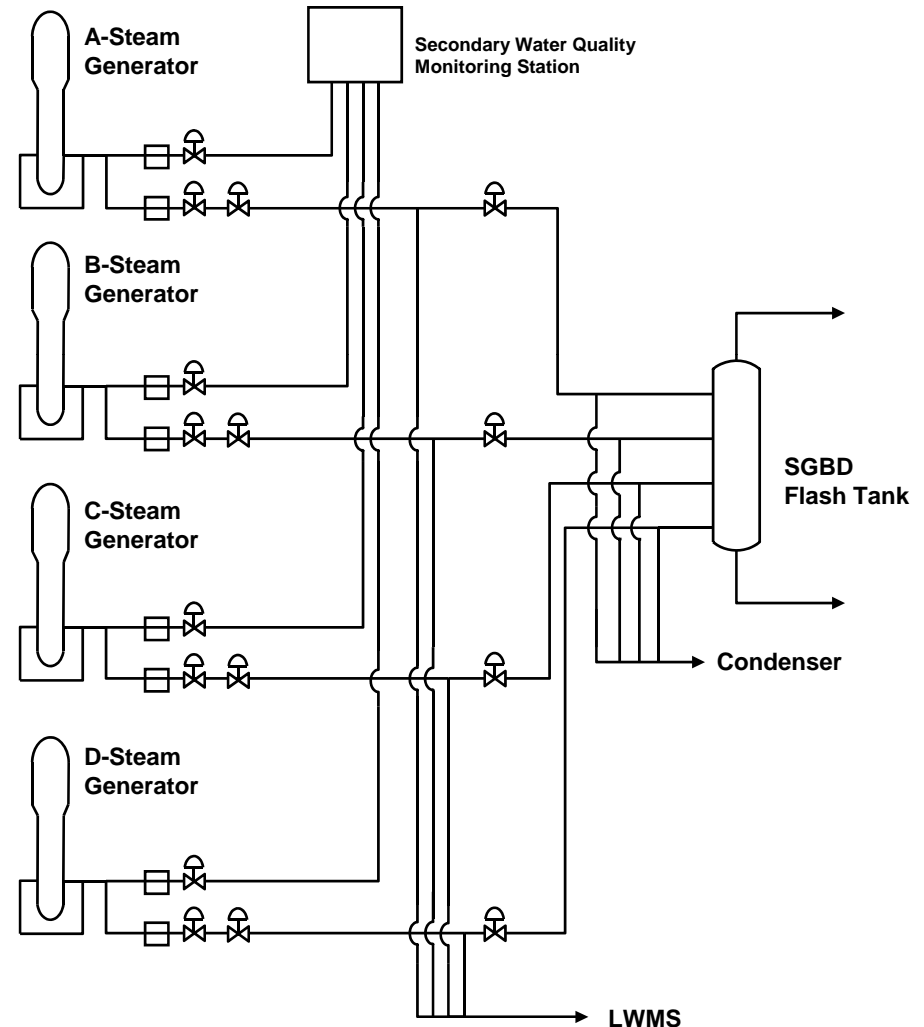 A-Steam
Generator
Secondary Water Quality
Monitoring Station
B-Steam
Generator
SGBD
Flash Tank
C-Steam
Generator
Condenser
D-Steam
Generator
LWMS